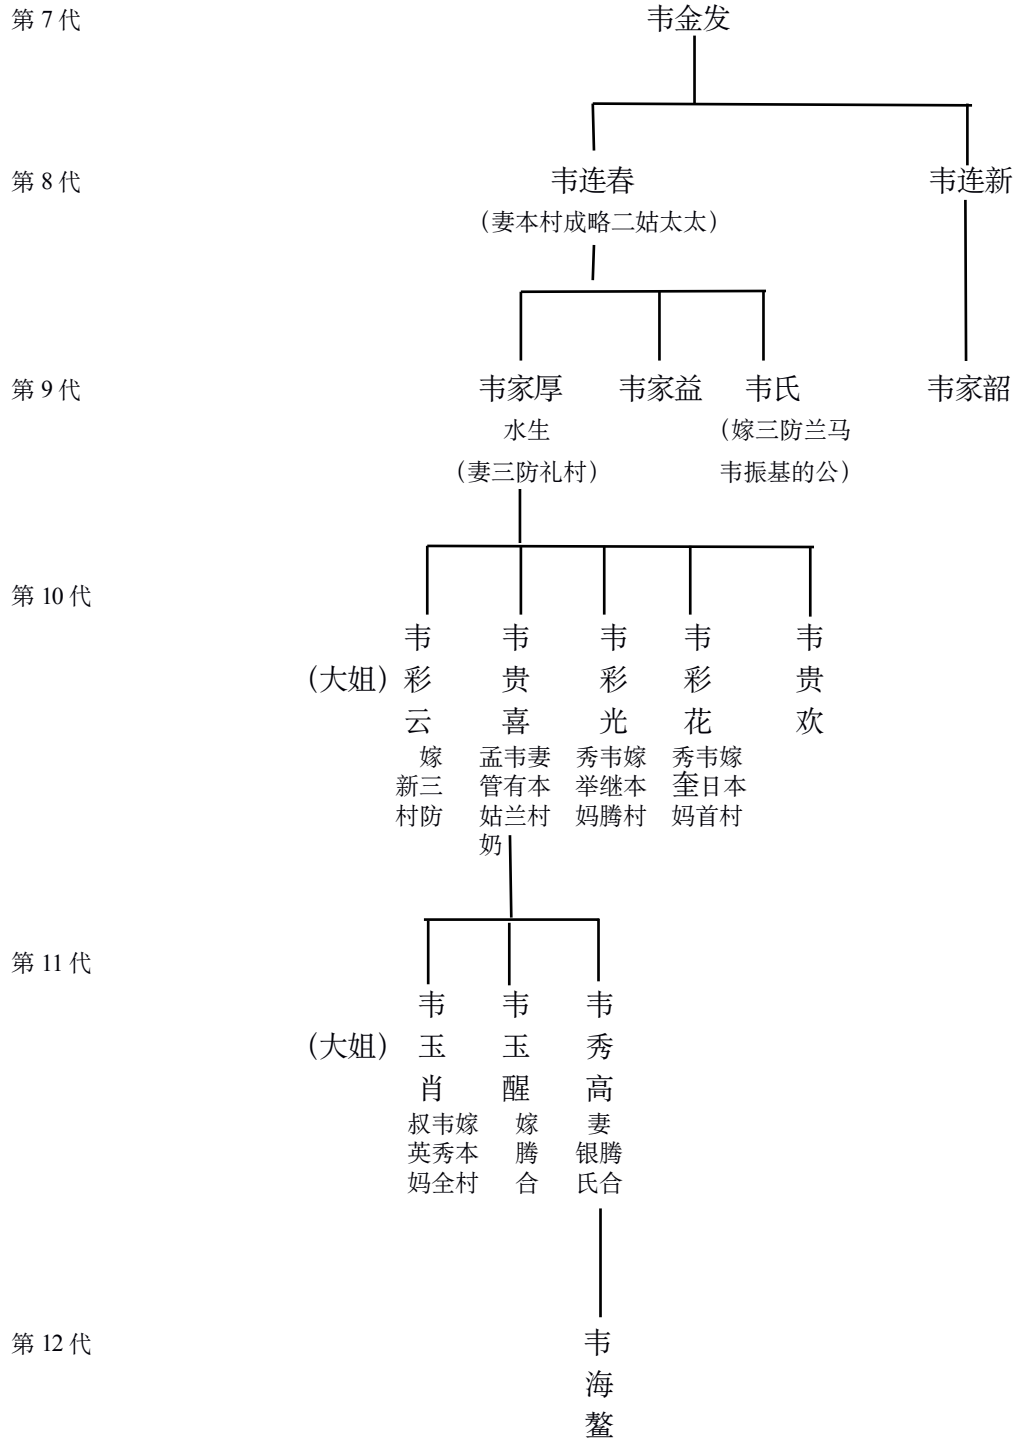 第 7 代
韦金发
第 8 代
韦连春
韦连新
（妻本村成略二姑太太）
第 9 代
韦家厚
韦家益
韦氏
韦家韶
水生
（嫁三防兰马
（妻三防礼村）
韦振基的公）
第 10 代
（大姐）
韦彩云
韦贵喜
韦彩光
韦彩花
韦贵欢
嫁三防
新村
妻本村
韦有兰
孟管姑奶
嫁本村
韦继腾
秀举妈
嫁本村
韦日首
秀奎妈
第 11 代
（大姐）
韦玉肖
韦玉醒
韦秀高
嫁本村
韦秀全
叔英妈
嫁腾合
妻腾合
银氏
第 12 代
韦海鳌